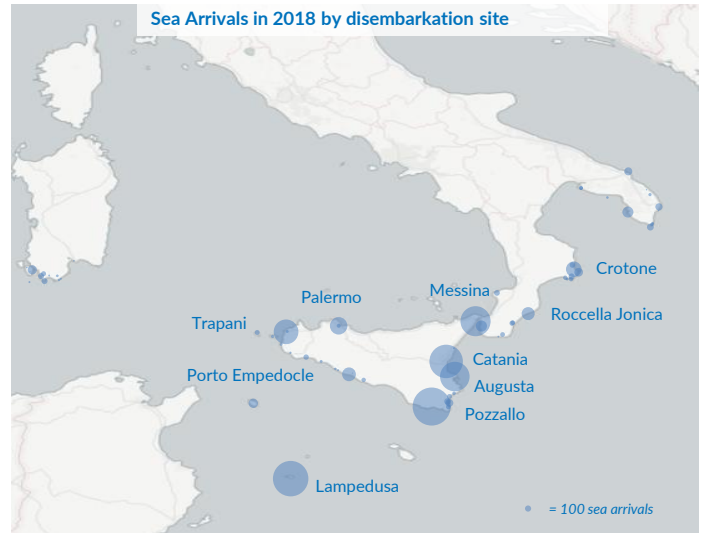 Sea Arrivals in 2018 by disembarkation site
Crotone
Messina
Palermo
Roccella Jonica
Trapani
Catania
Porto Empedocle
Augusta
Pozzallo
Lampedusa
= 100 sea arrivals